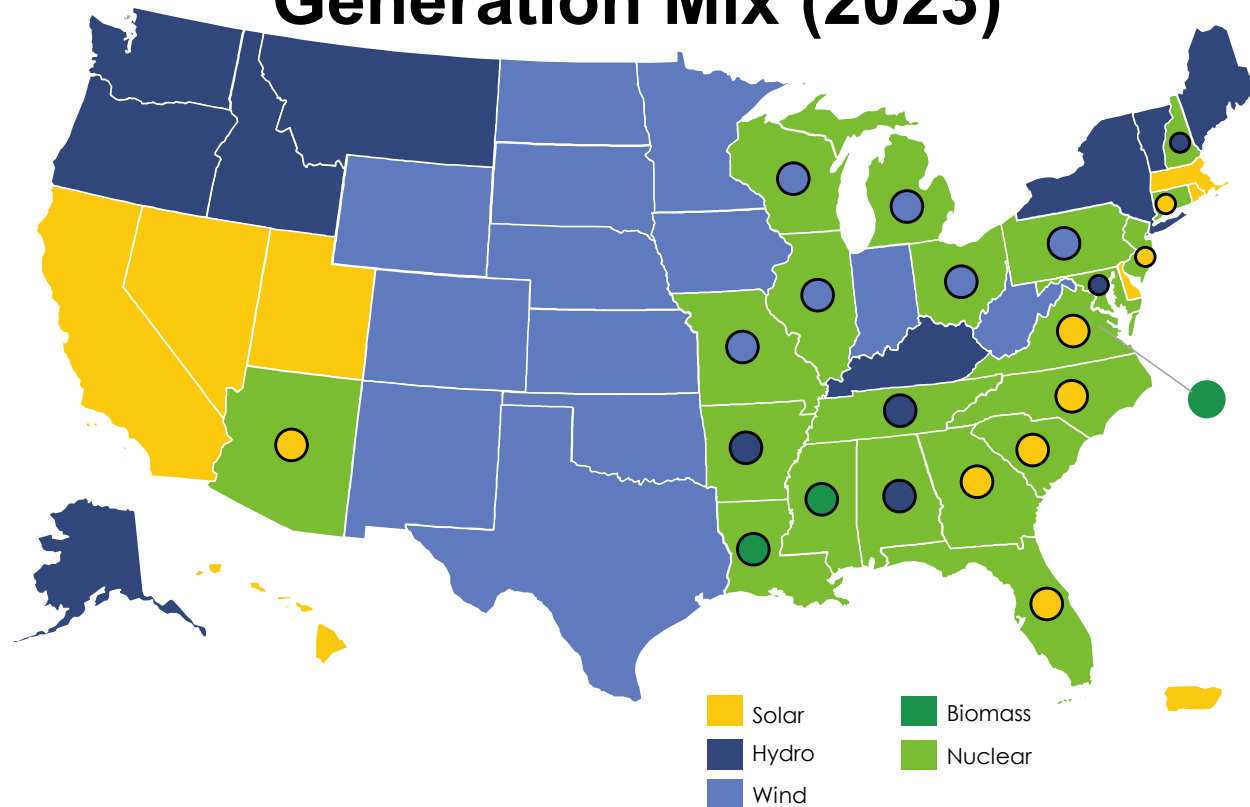 Generation Mix (2023)
Solar
Biomass
Hydro
Nuclear
Wind